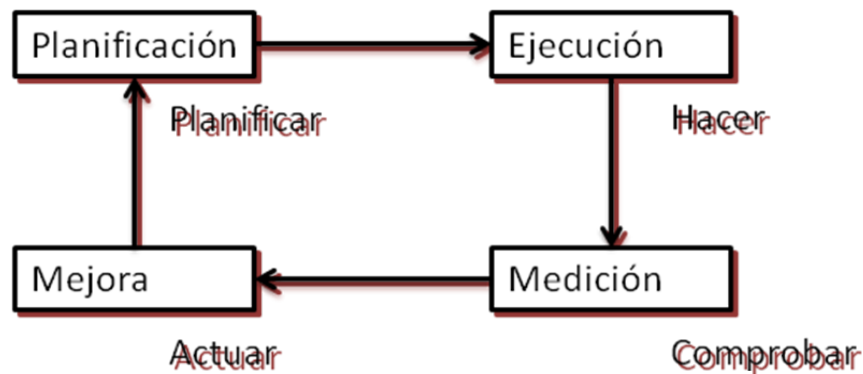 Planificación
Ejecución
Planificar
Hacer
Mejora
Medición
Actuar
Comprobar